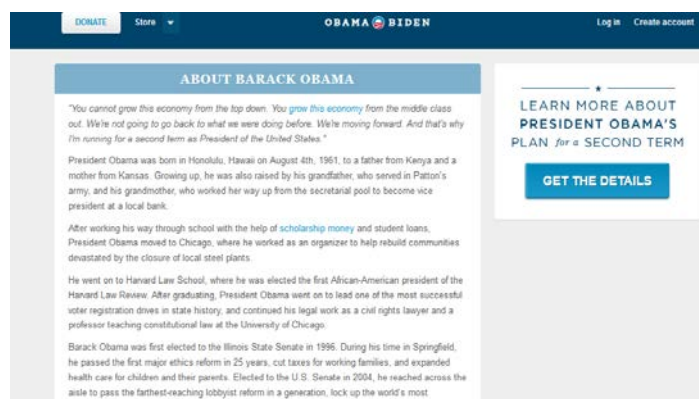 DONATE Store OBAMA BIDEN Log in Create account
ABOUT BARACK OBAMA
"You cannot grow this economy from the top down. You grow this economy from the middle class
out. We're not going to go back to what we were doing before. We're moving forward. And that's why
I'm running for a second term as President of the United States."
President Obama was born in Honolulu, Hawaii on August 4th, 1961, to a father from Kenya and a
mother from Kansas. Growing up, he was also raised by his grandfather, who served in Patton's
army, and his grandmother, who worked her way up from the secretarial pool to become vice
president at a local bank.
After working his way through school with the help of scholarship money and student loans,
President Obama moved to Chicago, where he worked as an organizer to help rebuild communities
devastated by the closure of local steel plants.
He went on to Harvard Law School, where he was elected the first African-American president of the
Harvard Law Review. After graduating, President Obama went on to lead one of the most successful
voter registration drives in state history, and continued his legal work as a civil rights lawyer and a
professor teaching constitutional law at the University of Chicago.
Barack Obama was first elected to the Illinois State Senate in 1996. During his time in Springfield,
he passed the first major ethics reform in 25 years, cut taxes for working families, and expanded
health care for children and their parents. Elected to the U.S. Senate in 2004, he reached across the
aisle to pass the farthest-reaching lobbyist reform in a generation, lock up the world's most
LEARN MORE ABOUT
PRESIDENT OBAMA'S
PLAN for a SECOND TERM
GET THE DETAILS